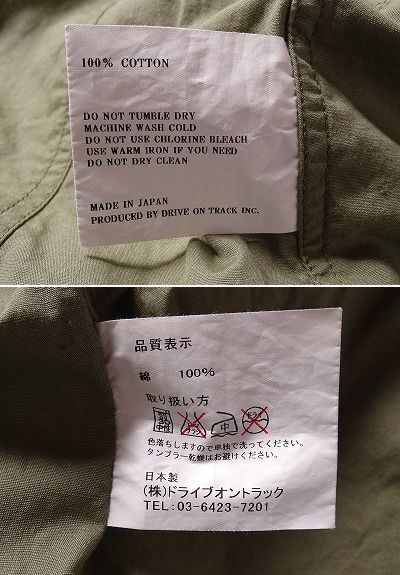 100% COTTON
DO NOT TUMBLE DRY
MACHINE WASH COLD
DO NOT USE CHLORINE BLEACH
USE WARM IRON IF YOU NEED
DO NOT DRY CLEAN
MADE IN JAPAN
PRODUCED BY DRIVE ON TRACK INC.
品質表示
綿 100%
取り扱い方
中
色落ちしますので単独で洗ってください。
タンブラー乾燥はお避けください。
日本製
(株)ドライブオントラック
TEL:03-6423-7201